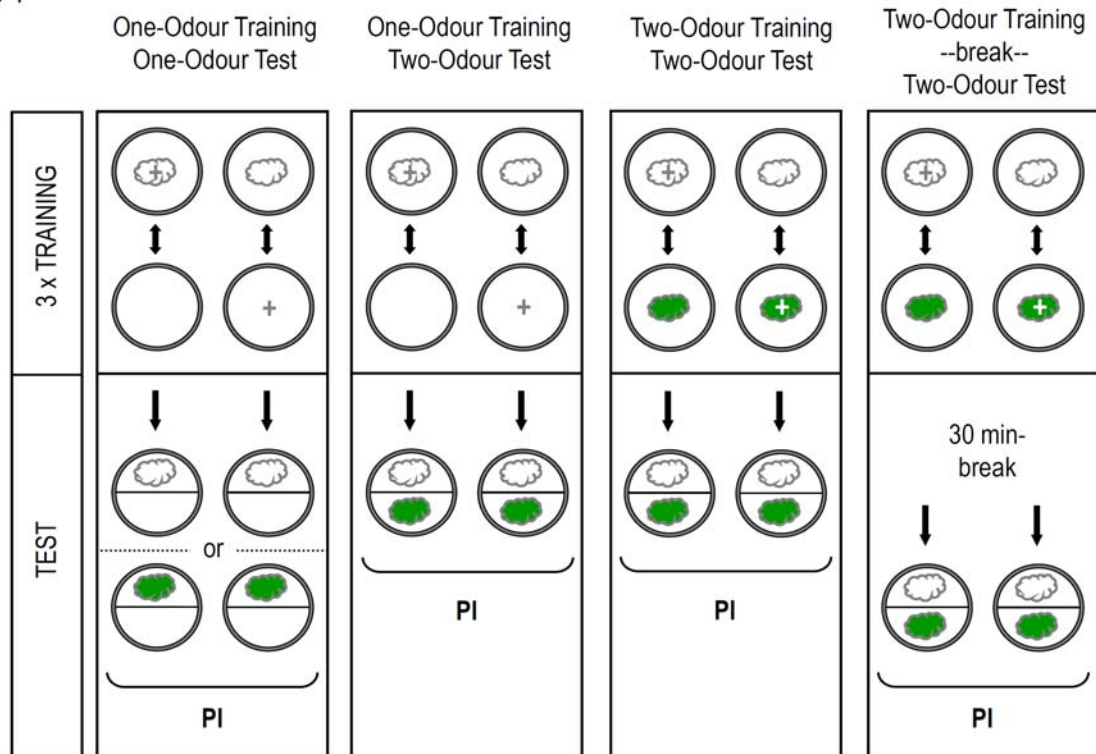 One-Odour Training
One-Odour Test
One-Odour Training
Two-Odour Test
Two-Odour Training
Two-Odour Test
Two-Odour Training
--break--
Two-Odour Test
3 x TRAINING
+
+
+
+
+
+
+
+
TEST
or
PI
PI
PI
30 min-
break